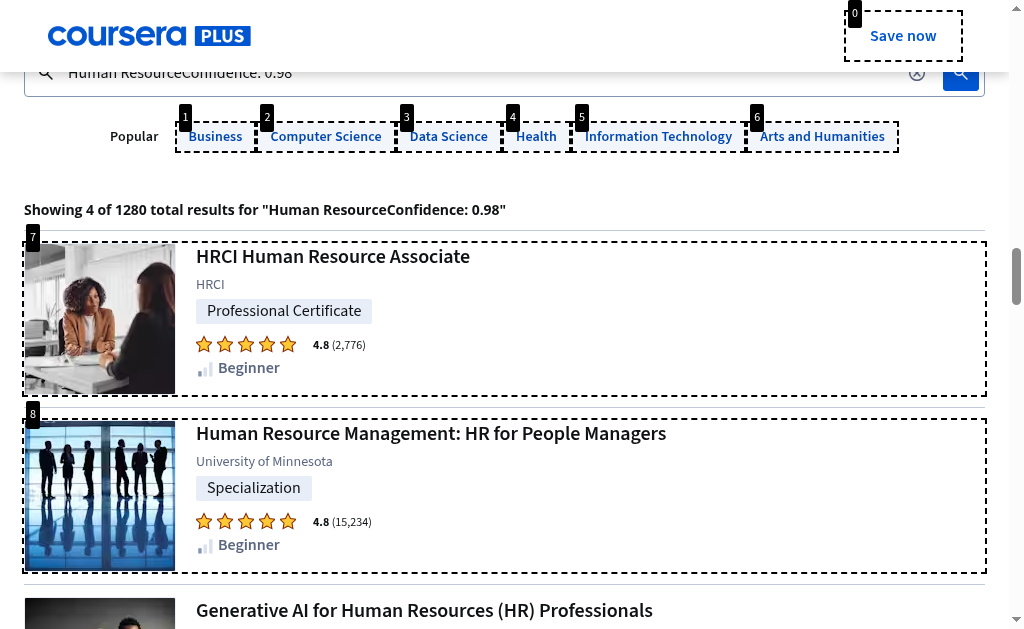 coursera PLUS
0
Save now
Human ResourceConfidence: 0.98
Popular
1
Business
2
Computer Science
3
Data Science
4
Health
5
Information Technology
6
Arts and Humanities
Showing 4 of 1280 total results for "Human ResourceConfidence: 0.98"
7
HRCI Human Resource Associate
HRCI
Professional Certificate
4.8 (2,776)
Beginner
8
Human Resource Management: HR for People Managers
University of Minnesota
Specialization
4.8 (15,234)
Beginner
Generative AI for Human Resources (HR) Professionals